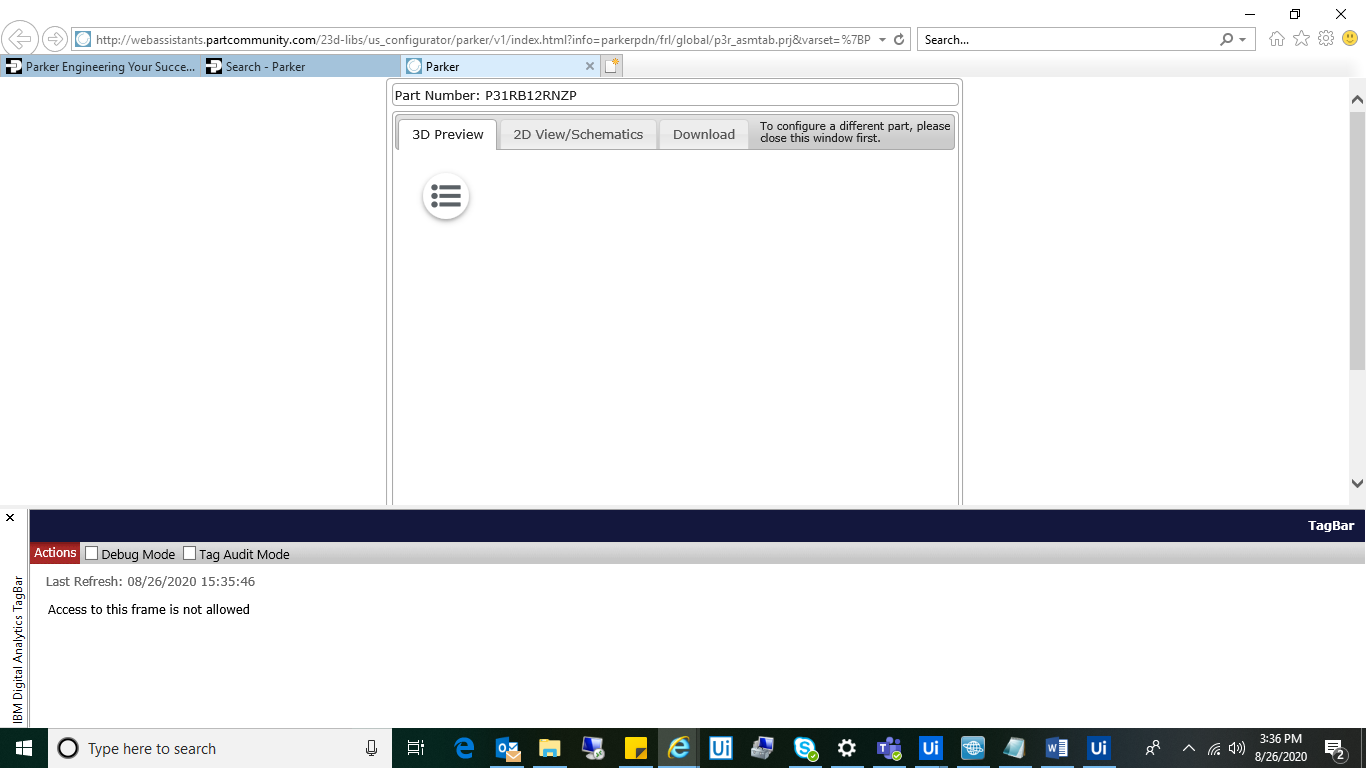 http://webassistants.partcommunity.com/23d-libs/us_configurator/parker/v1/index.html?info=parkerpdn/frl/global/p3r_asmtab.prj&varset=%7BP
Search...
Parker Engineering Your Succe...
Search - Parker
Parker
Part Number: P31RB12RNZP
3D Preview
2D View/Schematics
Download
To configure a different part, please
close this window first.
TagBar
Actions
Debug Mode
Tag Audit Mode
Last Refresh: 08/26/2020 15:35:46
Access to this frame is not allowed
IBM Digital Analytics TagBar
Type here to search
Ui
Ui
Ui
3:36 PM
8/26/2020
2